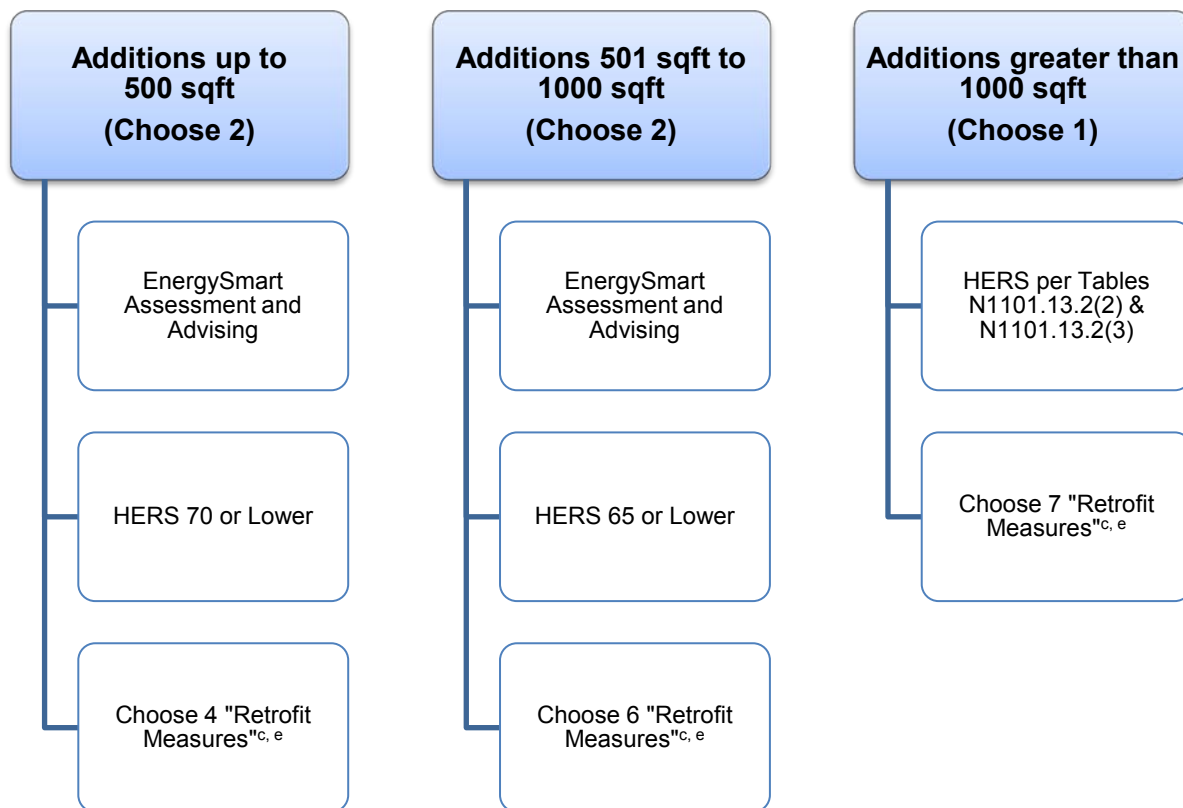 Additions up to
500 sqft
(Choose 2)
EnergySmart
Assessment and
Advising
HERS 70 or Lower
Choose 4 "Retrofit
Measures"c, e
Additions 501 sqft to
1000 sqft
(Choose 2)
EnergySmart
Assessment and
Advising
HERS 65 or Lower
Choose 6 "Retrofit
Measures"c, e
Additions greater than
1000 sqft
(Choose 1)
HERS per Tables
N1101.13.2(2) &
N1101.13.2(3)
Choose 7 "Retrofit
Measures"c, e